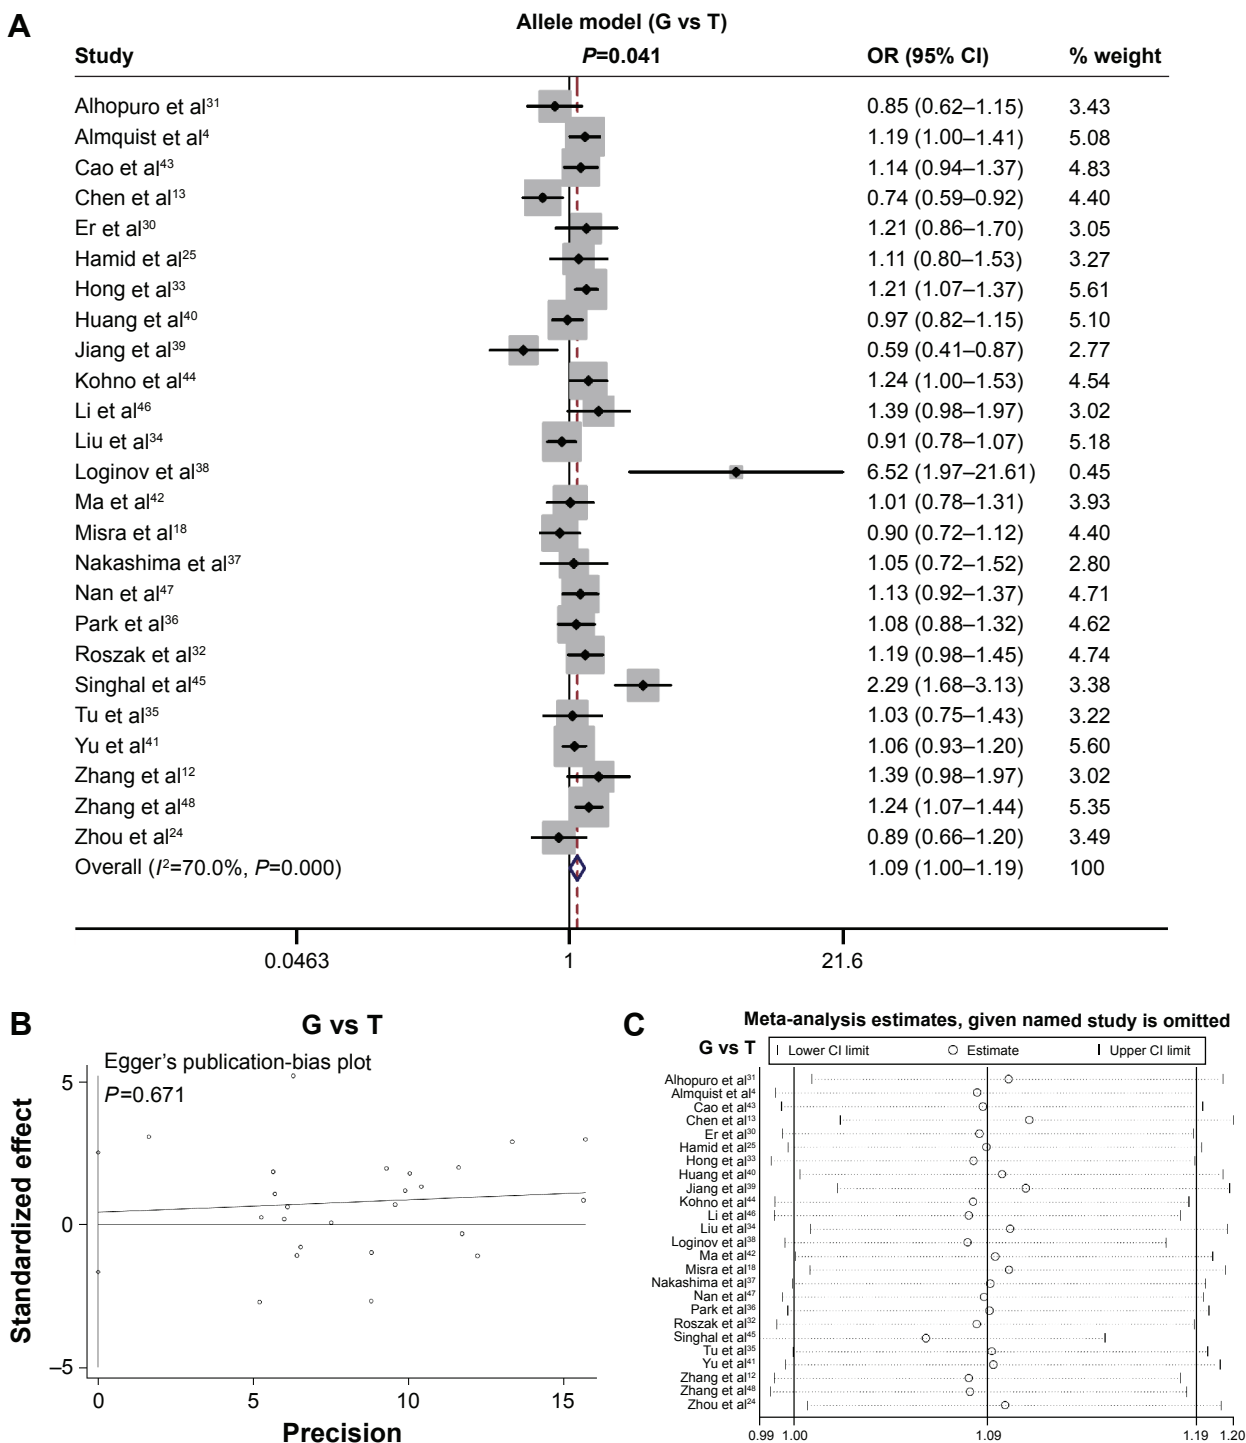 A
Allele model (G vs T)
Study P=0.041 OR (95% CI) % weight
Alhopuro et al31 0.85 (0.62–1.15) 3.43
Almquist et al4 1.19 (1.00–1.41) 5.08
Cao et al43 1.14 (0.94–1.37) 4.83
Chen et al13 0.74 (0.59–0.92) 4.40
Er et al30 1.21 (0.86–1.70) 3.05
Hamid et al25 1.11 (0.80–1.53) 3.27
Hong et al33 1.21 (1.07–1.37) 5.61
Huang et al40 0.97 (0.82–1.15) 5.10
Jiang et al39 0.59 (0.41–0.87) 2.77
Kohno et al44 1.24 (1.00–1.53) 4.54
Li et al46 1.39 (0.98–1.97) 3.02
Liu et al34 0.91 (0.78–1.07) 5.18
Loginov et al38 6.52 (1.97–21.61) 0.45
Ma et al42 1.01 (0.78–1.31) 3.93
Misra et al18 0.90 (0.72–1.12) 4.40
Nakashima et al37 1.05 (0.72–1.52) 2.80
Nan et al47 1.13 (0.92–1.37) 4.71
Park et al36 1.08 (0.88–1.32) 4.62
Roszak et al32 1.19 (0.98–1.45) 4.74
Singhal et al45 2.29 (1.68–3.13) 3.38
Tu et al35 1.03 (0.75–1.43) 3.22
Yu et al41 1.06 (0.93–1.20) 5.60
Zhang et al12 1.39 (0.98–1.97) 3.02
Zhang et al48 1.24 (1.07–1.44) 5.35
Zhou et al24 0.89 (0.66–1.20) 3.49
Overall (I²=70.0%, P=0.000) 1.09 (1.00–1.19) 100
0.0463 1 21.6
B
G vs T
Egger's publication-bias plot
P=0.671
Standardized effect
5
0
–5
0 5 10 15
Precision
C
Meta-analysis estimates, given named study is omitted
G vs T Lower CI limit Estimate Upper CI limit
Alhopuro et al31
Almquist et al4
Cao et al43
Chen et al13
Er et al30
Hamid et al25
Hong et al33
Huang et al40
Jiang et al39
Kohno et al44
Li et al46
Liu et al34
Loginov et al38
Ma et al42
Misra et al18
Nakashima et al37
Nan et al47
Park et al36
Roszak et al32
Singhal et al45
Tu et al35
Yu et al41
Zhang et al12
Zhang et al48
Zhou et al24
0.99 1.00 1.09 1.19 1.20